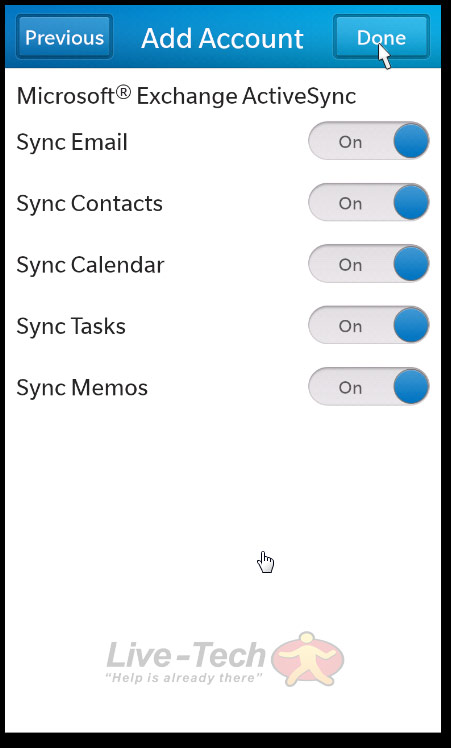 Previous Add Account Done
Microsoft® Exchange ActiveSync
Sync Email On
Sync Contacts On
Sync Calendar On
Sync Tasks On
Sync Memos On
Live-Tech
“Help is already there”